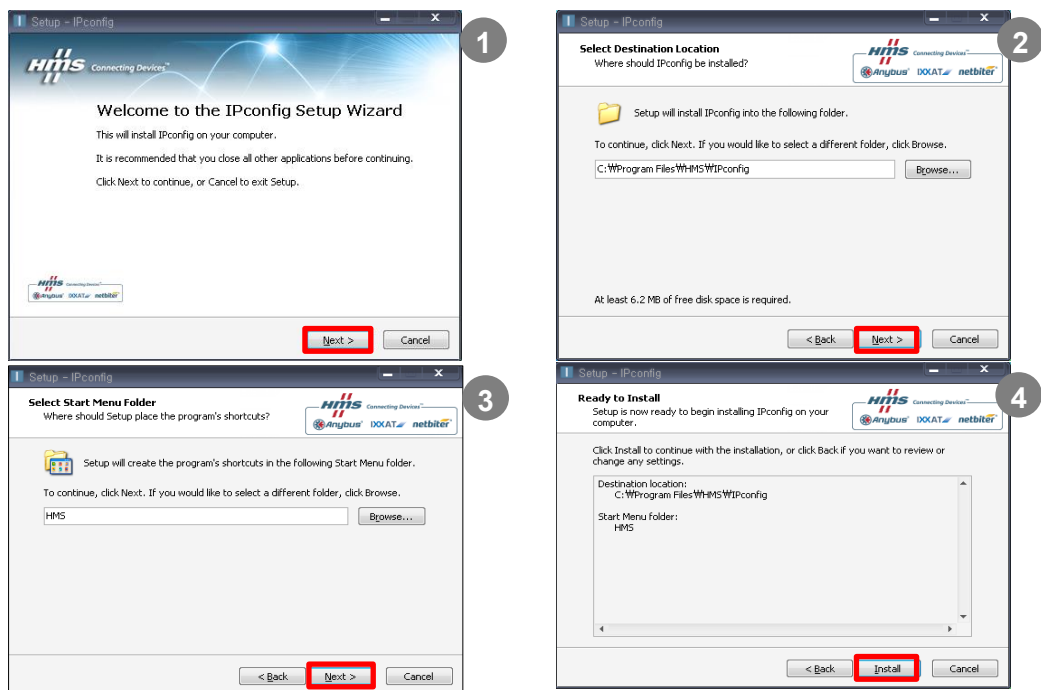 Setup - IPconfig
1
HMS Connecting Devices™
Welcome to the IPconfig Setup Wizard
This will install IPconfig on your computer.
It is recommended that you close all other applications before continuing.
Click Next to continue, or Cancel to exit Setup.
HMS Connecting Devices™
Anybus® IXXAT® netbiter®
Next >
Cancel
Setup - IPconfig
2
Select Destination Location
Where should IPconfig be installed?
HMS Connecting Devices™
Anybus® IXXAT® netbiter®
Setup will install IPconfig into the following folder.
To continue, click Next. If you would like to select a different folder, click Browse.
C:₩Program Files₩HMS₩IPconfig
Browse...
At least 6.2 MB of free disk space is required.
< Back
Next >
Cancel
Setup - IPconfig
3
Select Start Menu Folder
Where should Setup place the program's shortcuts?
HMS Connecting Devices™
Anybus® IXXAT® netbiter®
Setup will create the program's shortcuts in the following Start Menu folder.
To continue, click Next. If you would like to select a different folder, click Browse.
HMS
Browse...
< Back
Next >
Cancel
Setup - IPconfig
4
Ready to Install
Setup is now ready to begin installing IPconfig on your
computer.
HMS Connecting Devices™
Anybus® IXXAT® netbiter®
Click Install to continue with the installation, or click Back if you want to review or
change any settings.
Destination location:
C:₩Program Files₩HMS₩IPconfig
Start Menu folder:
HMS
< Back
Install
Cancel